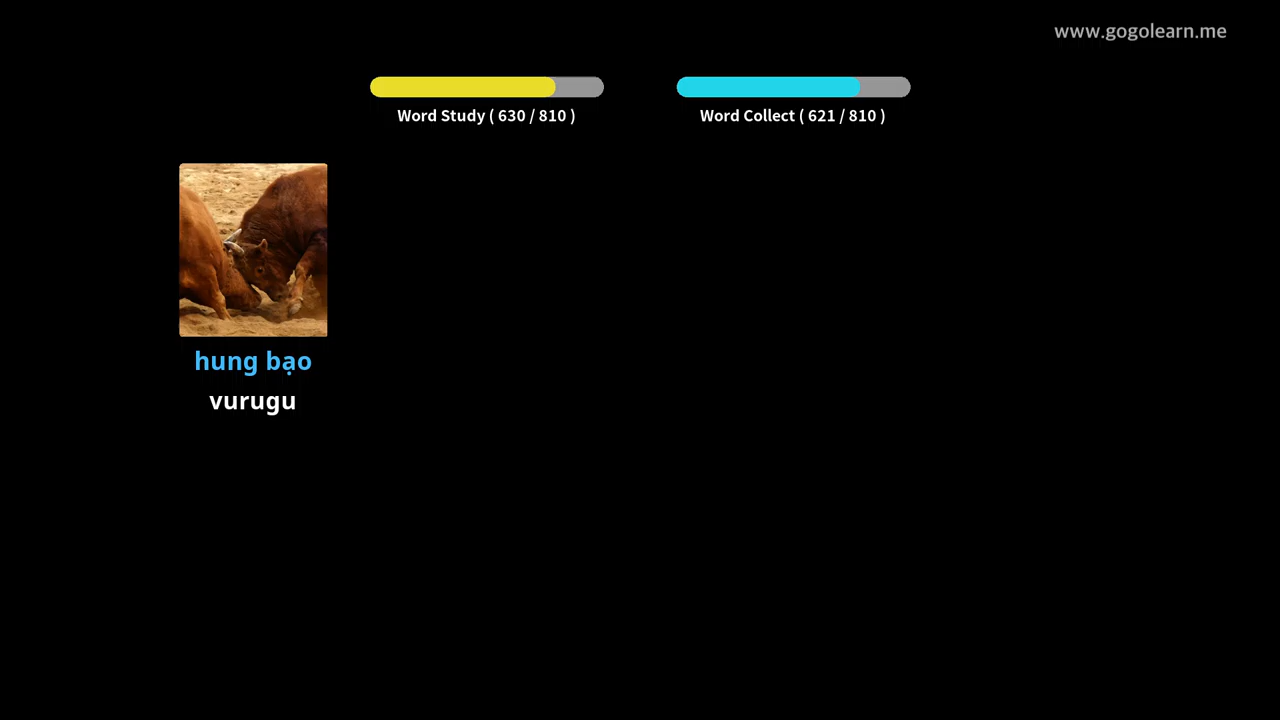 www.gogolearn.me
Word Study ( 630 / 810 )
Word Collect ( 621 / 810 )
hung bạo
vurugu